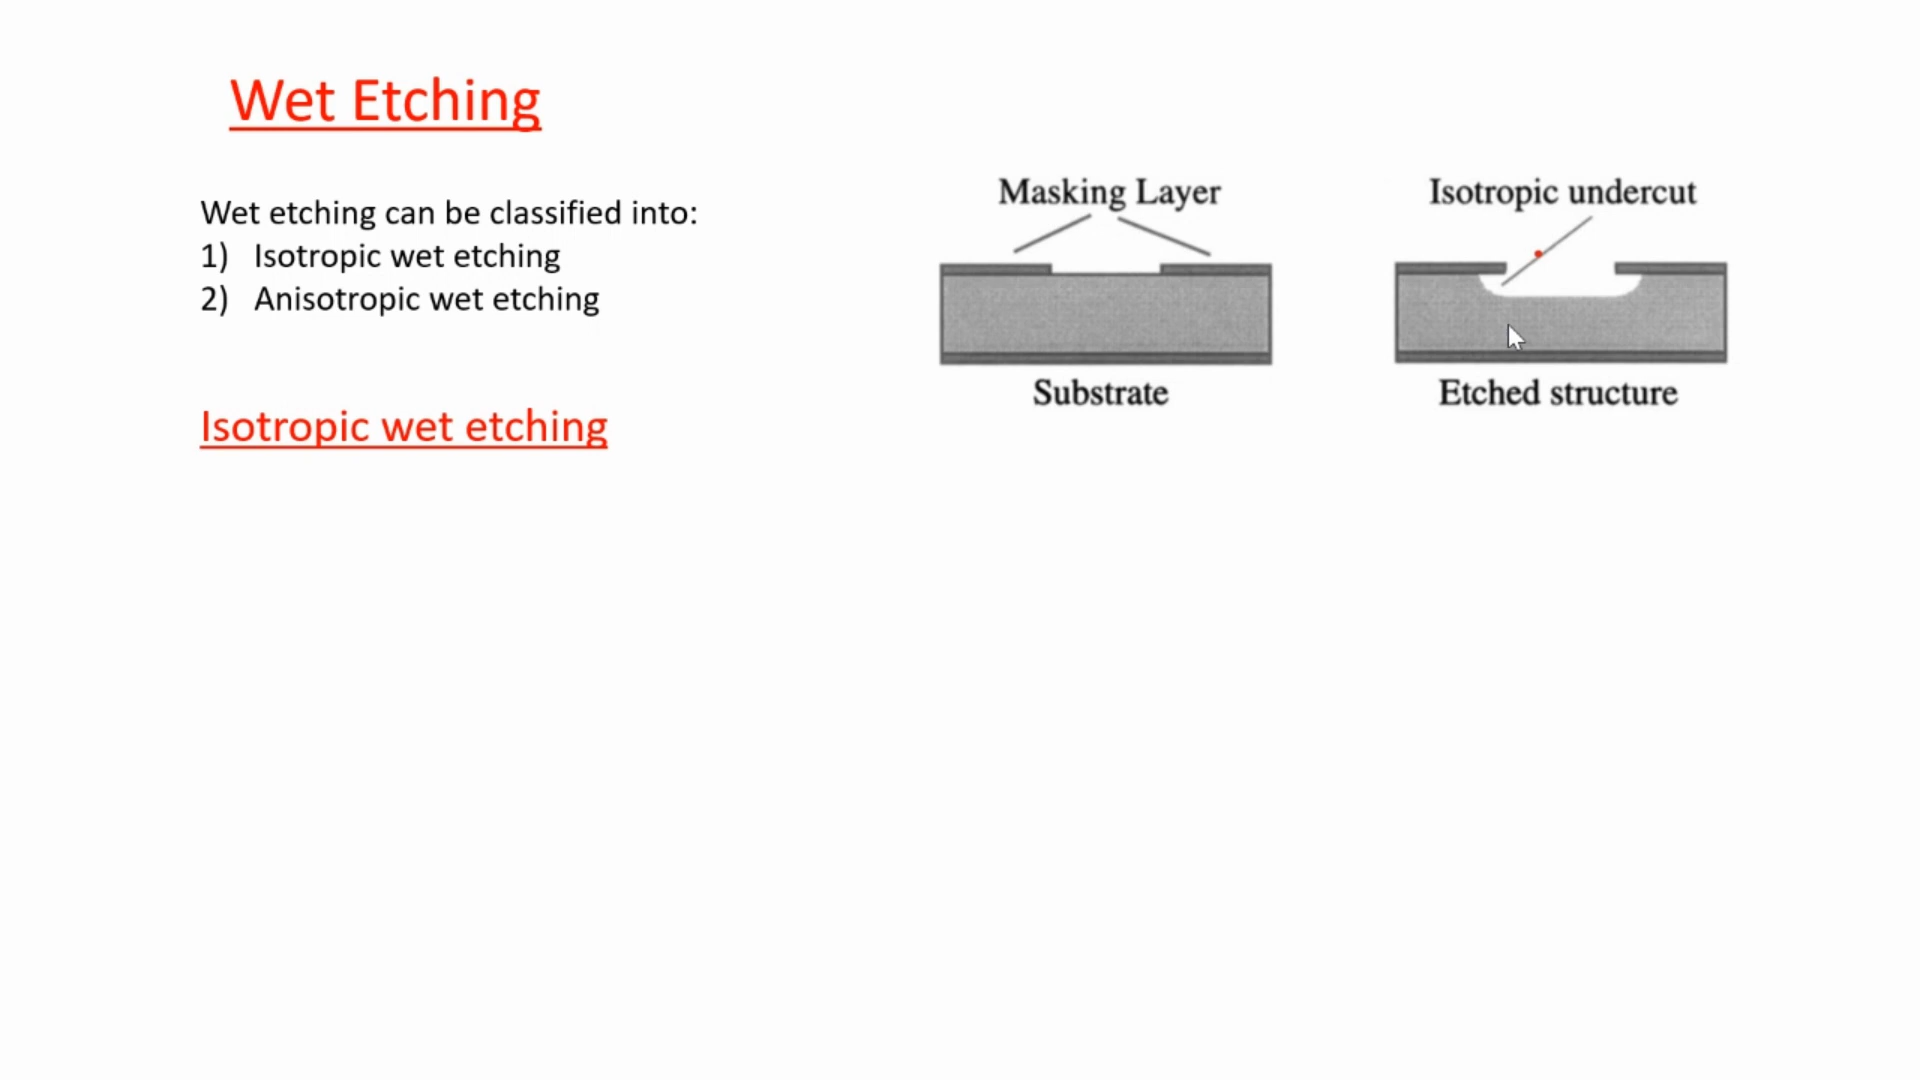 Wet Etching
Wet etching can be classified into:
1) Isotropic wet etching
2) Anisotropic wet etching
Isotropic wet etching
Masking Layer
Substrate
Isotropic undercut
Etched structure